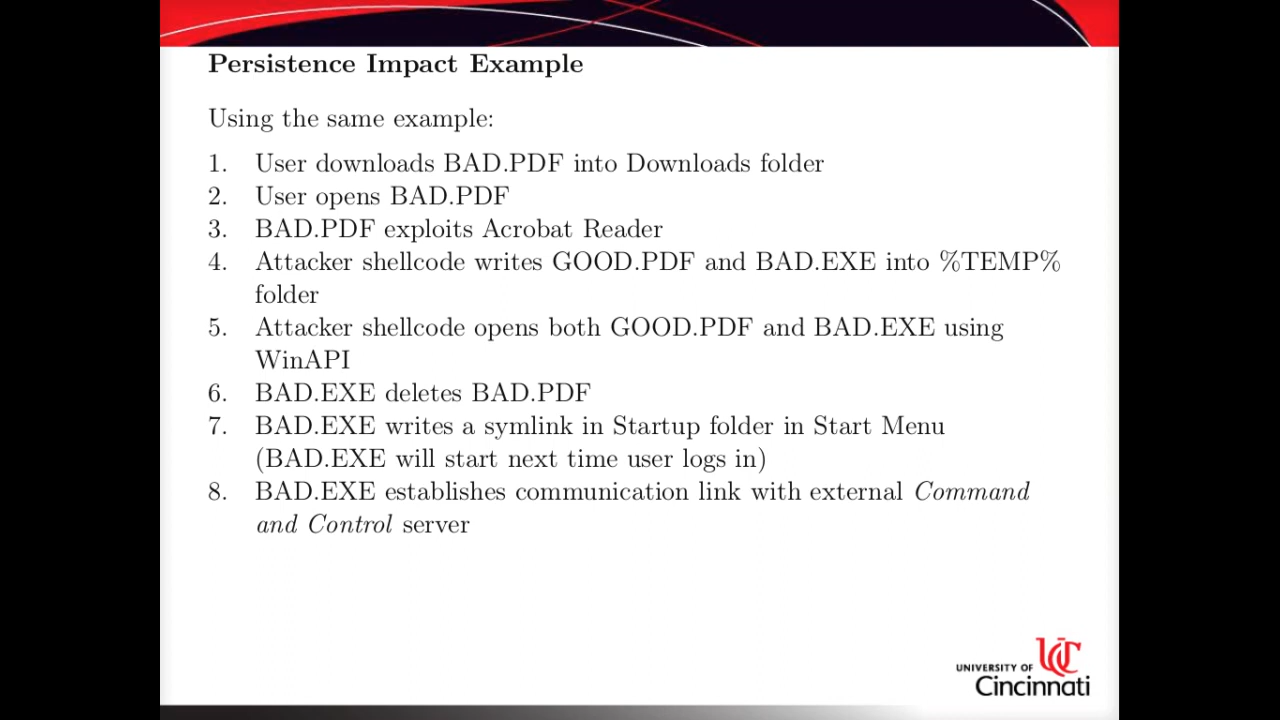 Persistence Impact Example
Using the same example:
1. User downloads BAD.PDF into Downloads folder
2. User opens BAD.PDF
3. BAD.PDF exploits Acrobat Reader
4. Attacker shellcode writes GOOD.PDF and BAD.EXE into %TEMP%
folder
5. Attacker shellcode opens both GOOD.PDF and BAD.EXE using
WinAPI
6. BAD.EXE deletes BAD.PDF
7. BAD.EXE writes a symlink in Startup folder in Start Menu
(BAD.EXE will start next time user logs in)
8. BAD.EXE establishes communication link with external Command
and Control server
UC
UNIVERSITY OF
Cincinnati